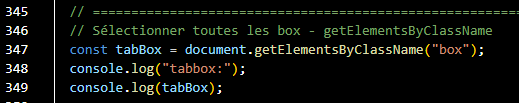 345 // ============================================================
346 // Sélectionner toutes les box - getElementsByClassName
347 const tabBox = document.getElementsByClassName("box");
348 console.log("tabbox:");
349 console.log(tabBox);